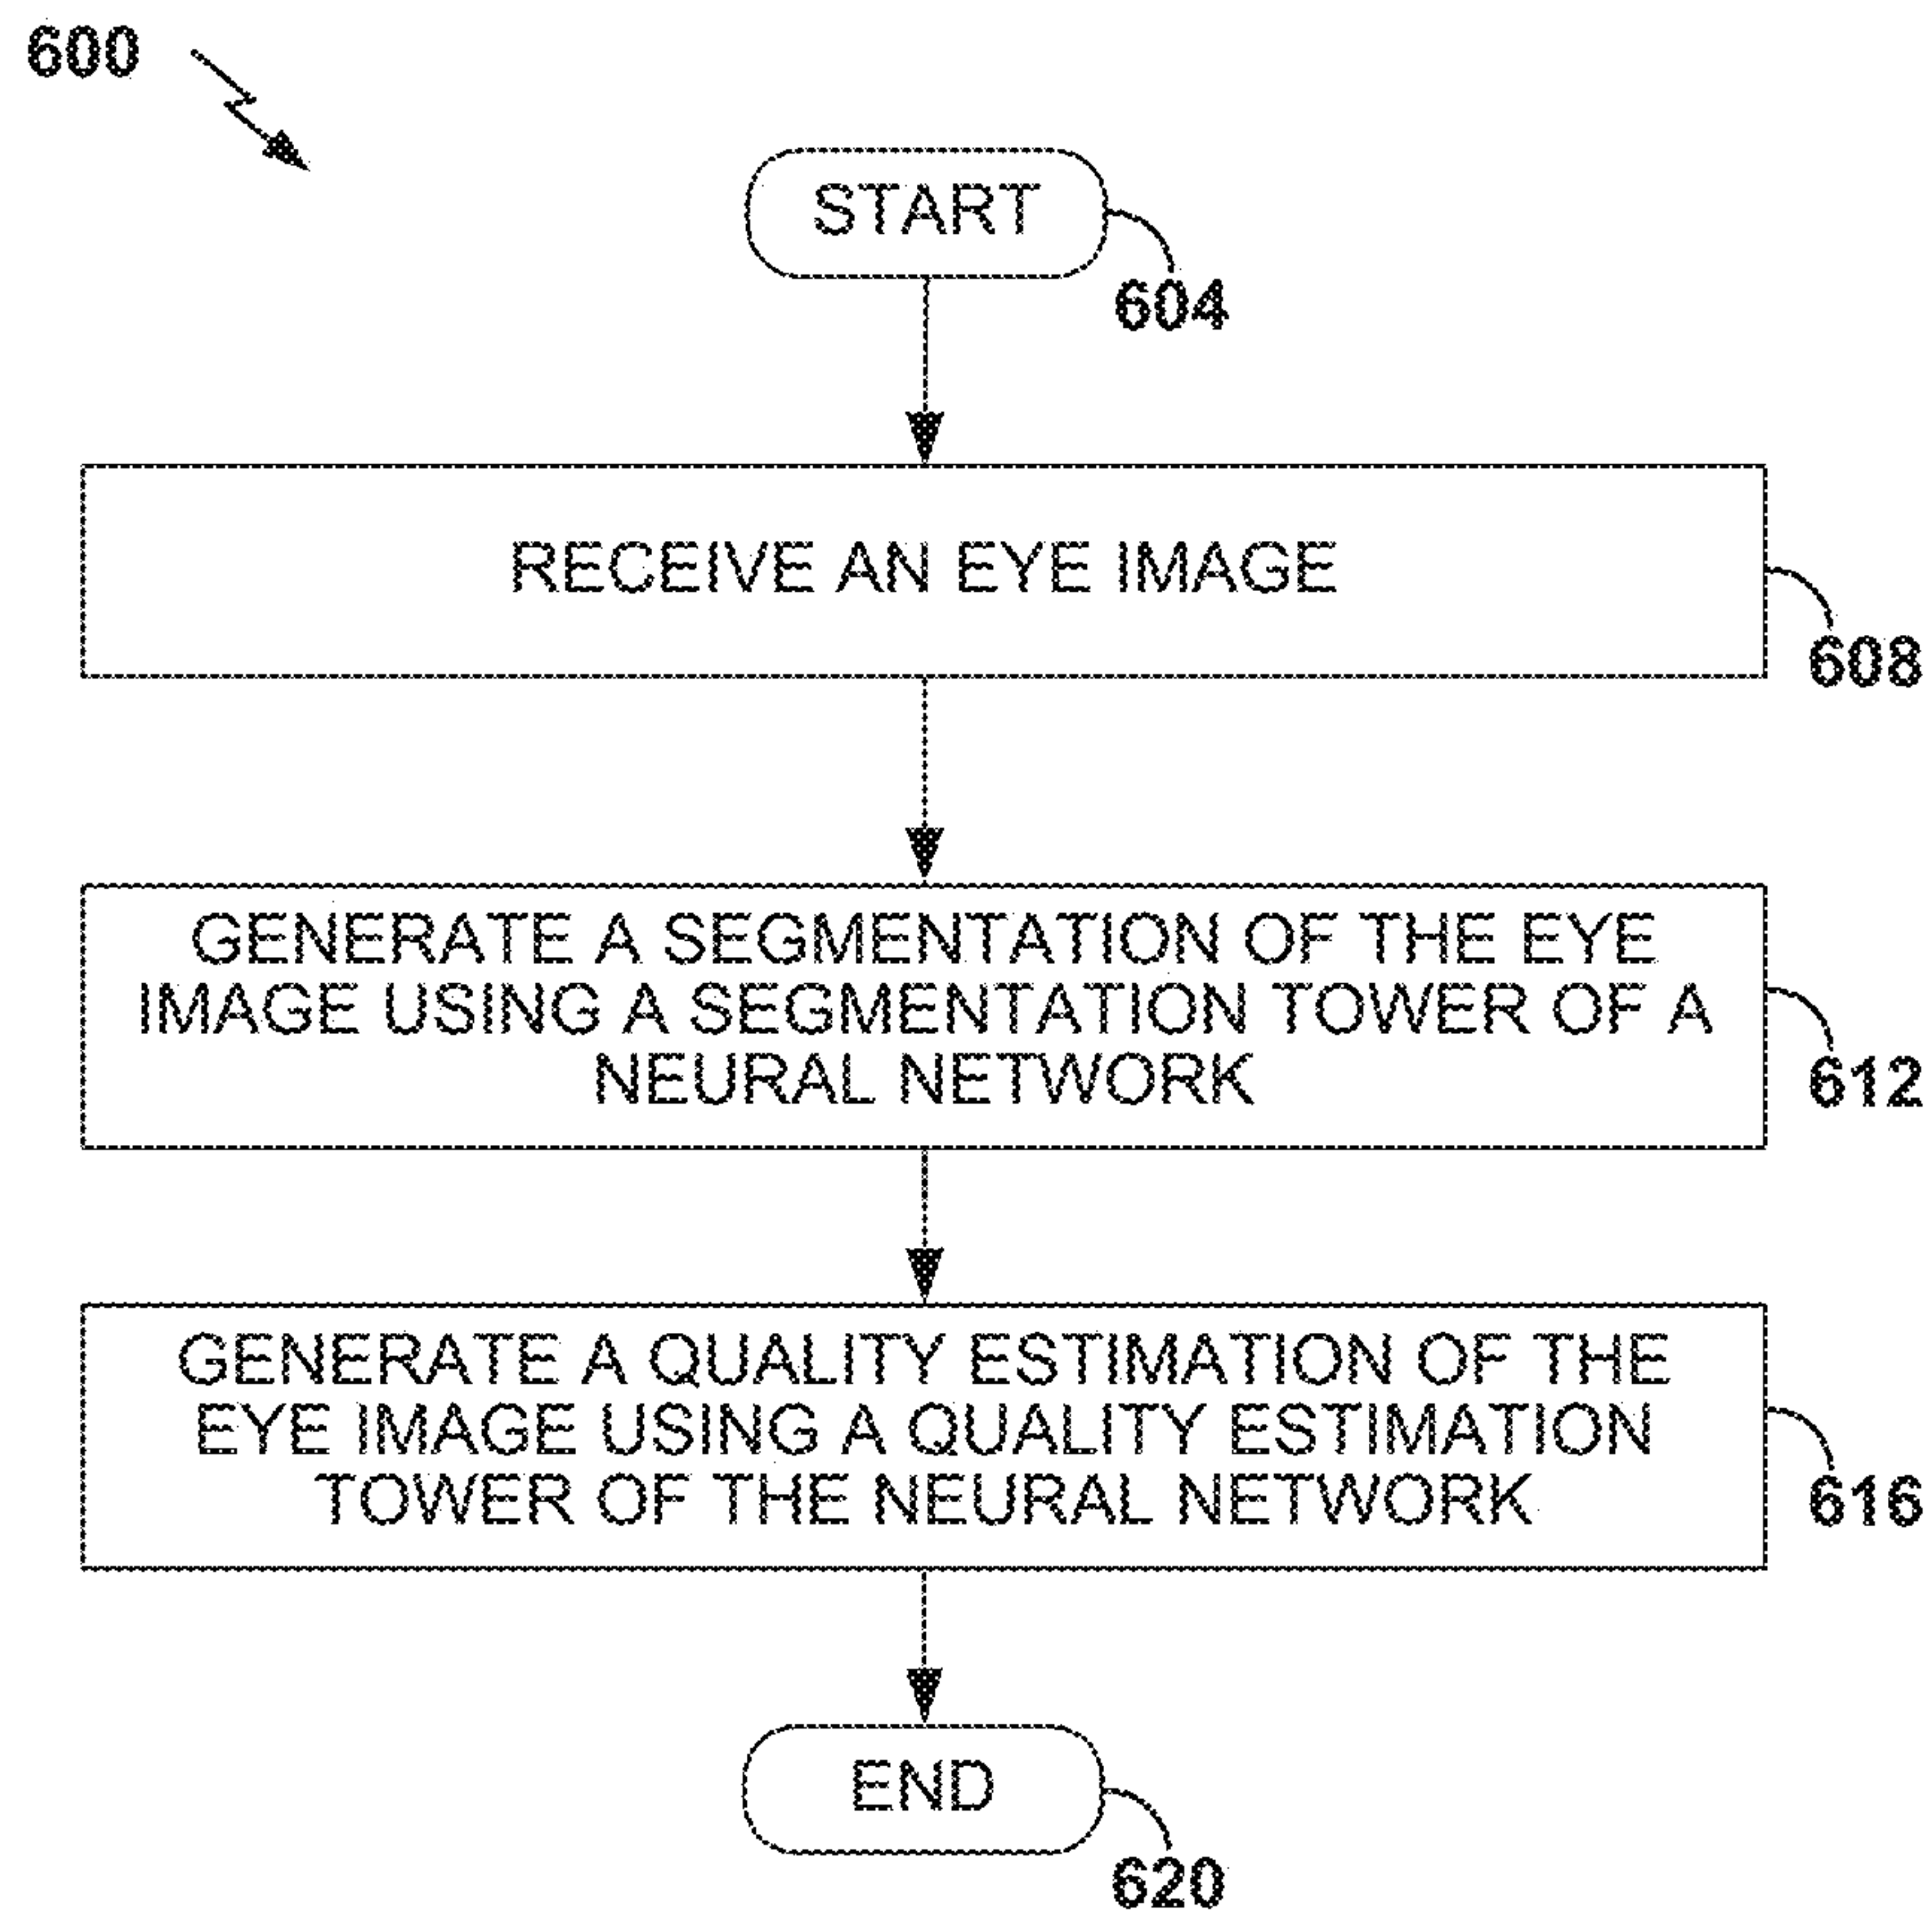 600
START
604
RECEIVE AN EYE IMAGE
608
GENERATE A SEGMENTATION OF THE EYE
IMAGE USING A SEGMENTATION TOWER OF A
NEURAL NETWORK
612
GENERATE A QUALITY ESTIMATION OF THE
EYE IMAGE USING A QUALITY ESTIMATION
TOWER OF THE NEURAL NETWORK
616
END
620